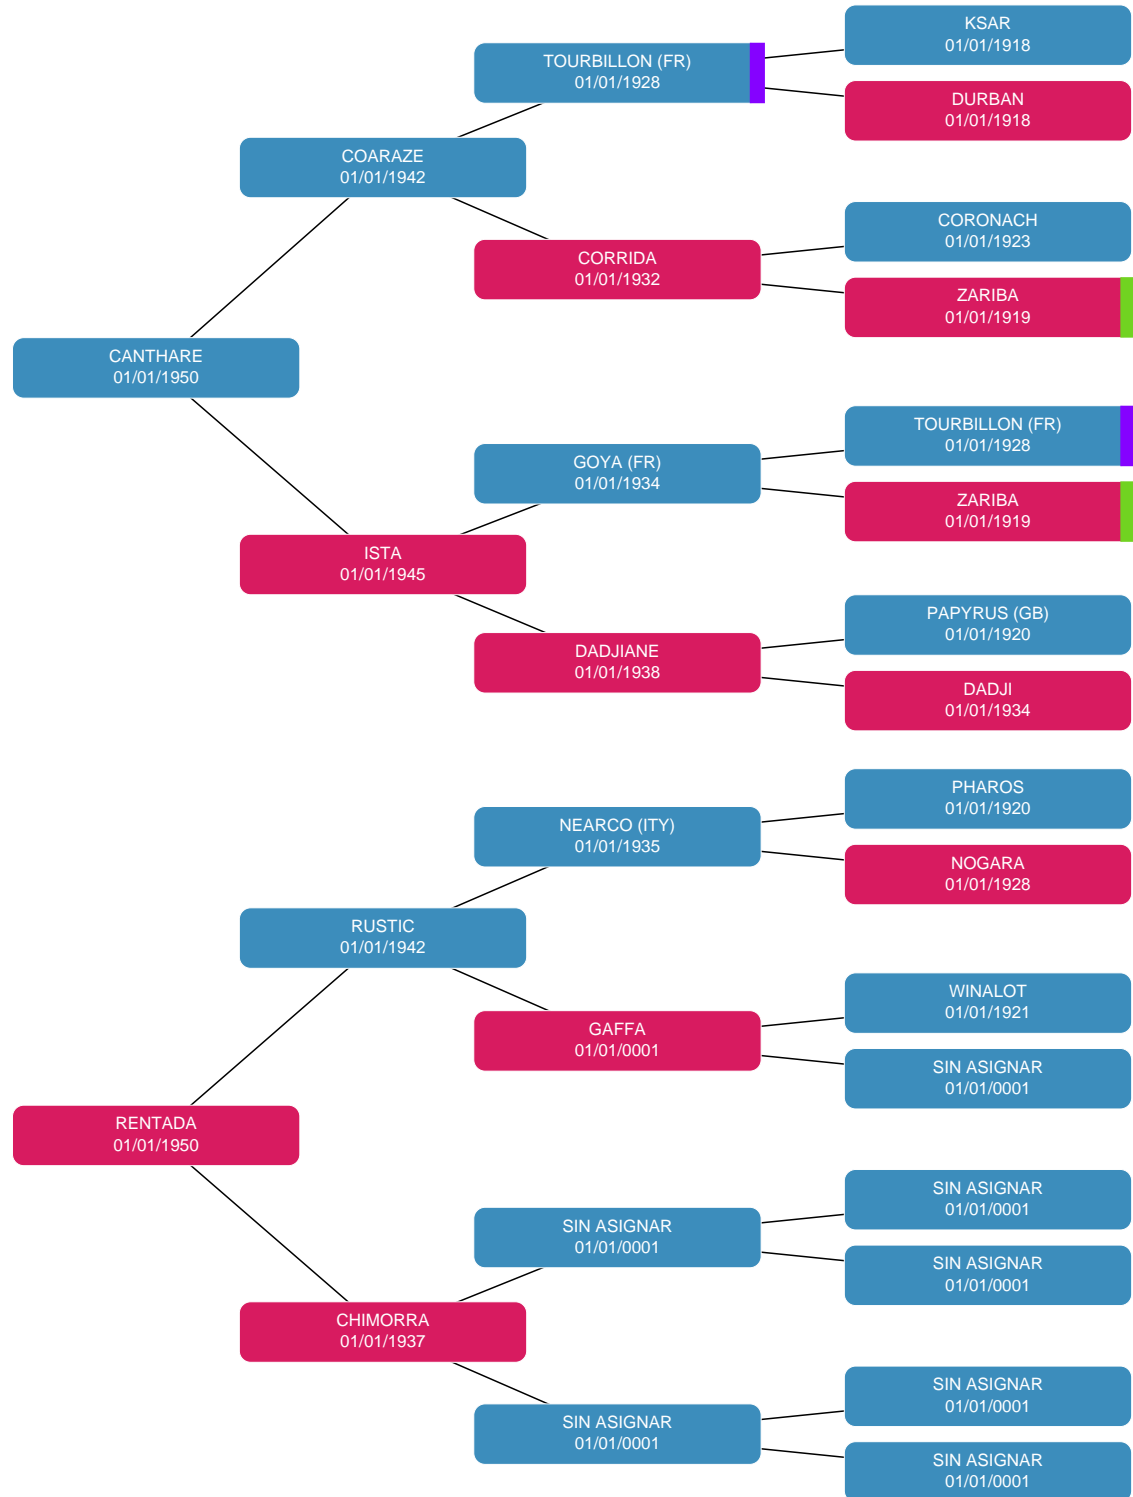 KSAR
01/01/1918
TOURBILLON (FR)
01/01/1928
DURBAN
01/01/1918
COARAZE
01/01/1942
CORONACH
01/01/1923
CORRIDA
01/01/1932
ZARIBA
01/01/1919
CANTHARE
01/01/1950
TOURBILLON (FR)
01/01/1928
GOYA (FR)
01/01/1934
ZARIBA
01/01/1919
ISTA
01/01/1945
PAPYRUS (GB)
01/01/1920
DADJIANE
01/01/1938
DADJI
01/01/1934
PHAROS
01/01/1920
NEARCO (ITY)
01/01/1935
NOGARA
01/01/1928
RUSTIC
01/01/1942
WINALOT
01/01/1921
GAFFA
01/01/0001
SIN ASIGNAR
01/01/0001
RENTADA
01/01/1950
SIN ASIGNAR
01/01/0001
SIN ASIGNAR
01/01/0001
SIN ASIGNAR
01/01/0001
CHIMORRA
01/01/1937
SIN ASIGNAR
01/01/0001
SIN ASIGNAR
01/01/0001
SIN ASIGNAR
01/01/0001